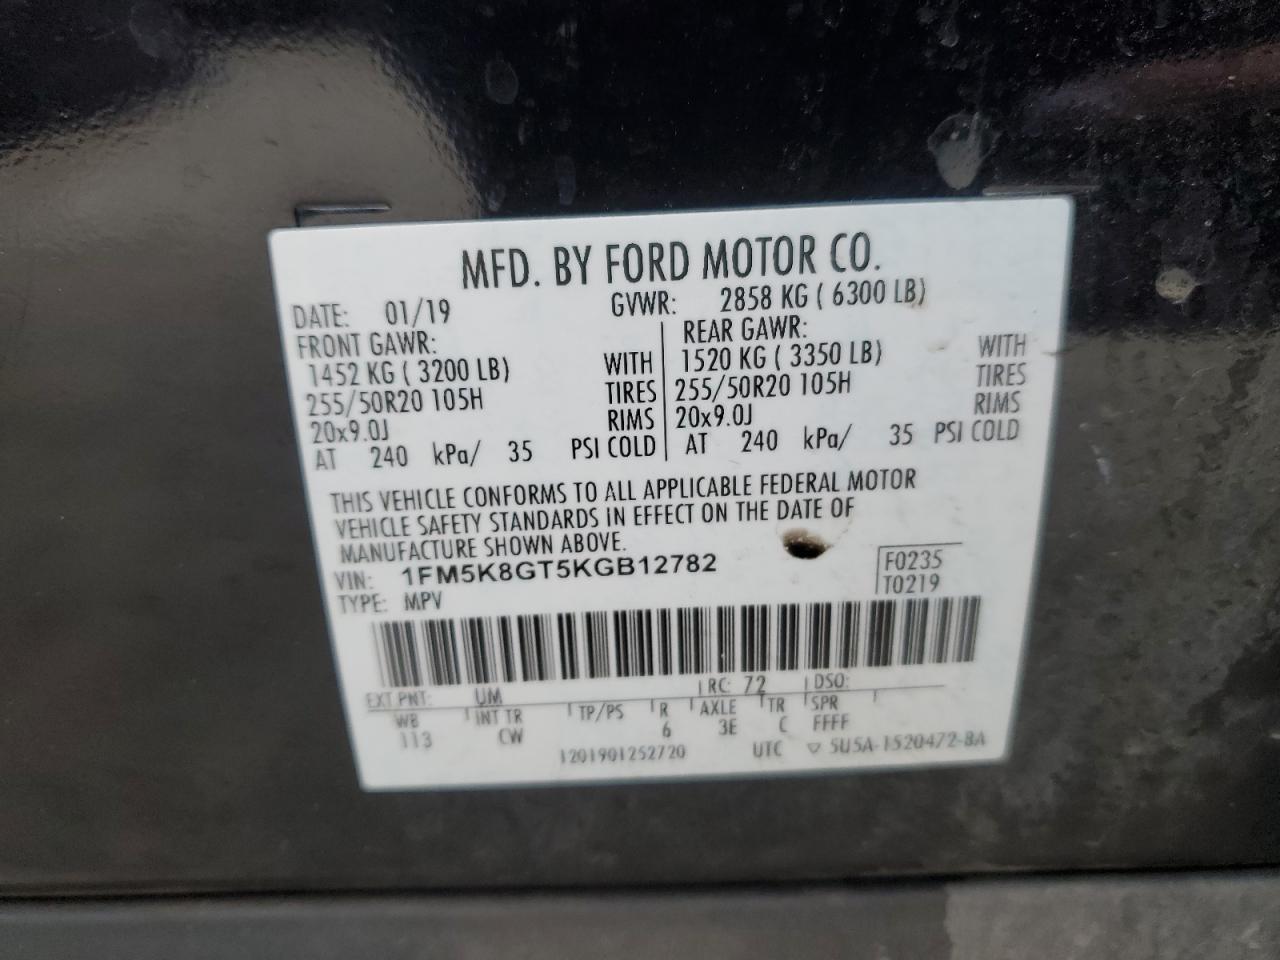 MFD. BY FORD MOTOR CO.
DATE: 01/19 GVWR: 2858 KG ( 6300 LB)
FRONT GAWR: REAR GAWR:
1452 KG ( 3200 LB) WITH 1520 KG ( 3350 LB) WITH
255/50R20 105H TIRES 255/50R20 105H TIRES
20x9.0J RIMS 20x9.0J RIMS
AT 240 kPa/ 35 PSI COLD AT 240 kPa/ 35 PSI COLD
THIS VEHICLE CONFORMS TO ALL APPLICABLE FEDERAL MOTOR
VEHICLE SAFETY STANDARDS IN EFFECT ON THE DATE OF
MANUFACTURE SHOWN ABOVE.
VIN: 1FM5K8GT5KGB12782 F0235
TYPE: MPV T0219
EXT PNT: UM RC: 72 DSO:
WB INT TR TP/PS R AXLE TR SPR
113 CW 6 3E C FFFF
1201901252720 UTC ▽ 5U5A-1520472-BA